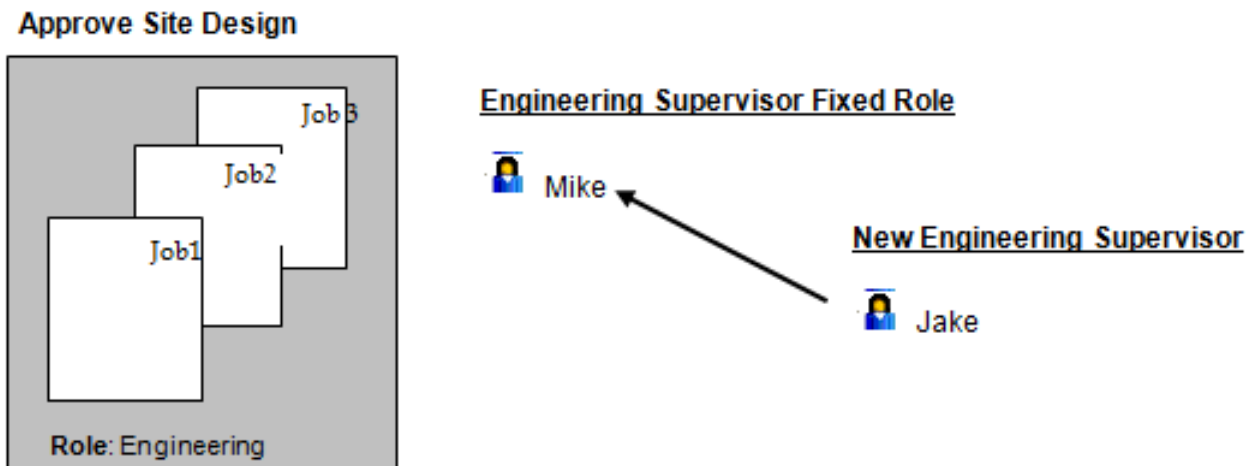 Approve Site Design
Job3
Job2
Job1
Role: Engineering
Engineering Supervisor Fixed Role
Mike
New Engineering Supervisor
Jake